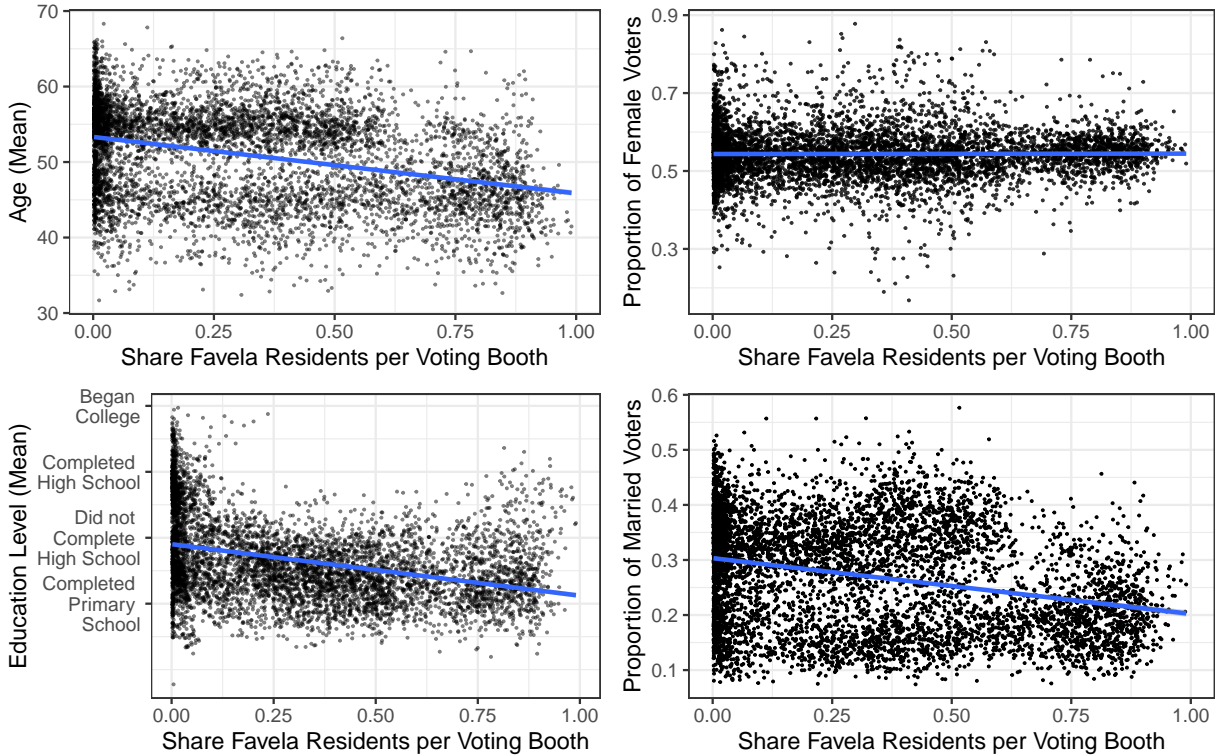 Age (Mean)
70
60
50
40
30
0.00 0.25 0.50 0.75 1.00
Share Favela Residents per Voting Booth
Proportion of Female Voters
0.9
0.7
0.5
0.3
0.00 0.25 0.50 0.75 1.00
Share Favela Residents per Voting Booth
Education Level (Mean)
Began
College
Completed
High School
Did not
Complete
High School
Completed
Primary
School
0.00 0.25 0.50 0.75 1.00
Share Favela Residents per Voting Booth
Proportion of Married Voters
0.6
0.5
0.4
0.3
0.2
0.1
0.00 0.25 0.50 0.75 1.00
Share Favela Residents per Voting Booth